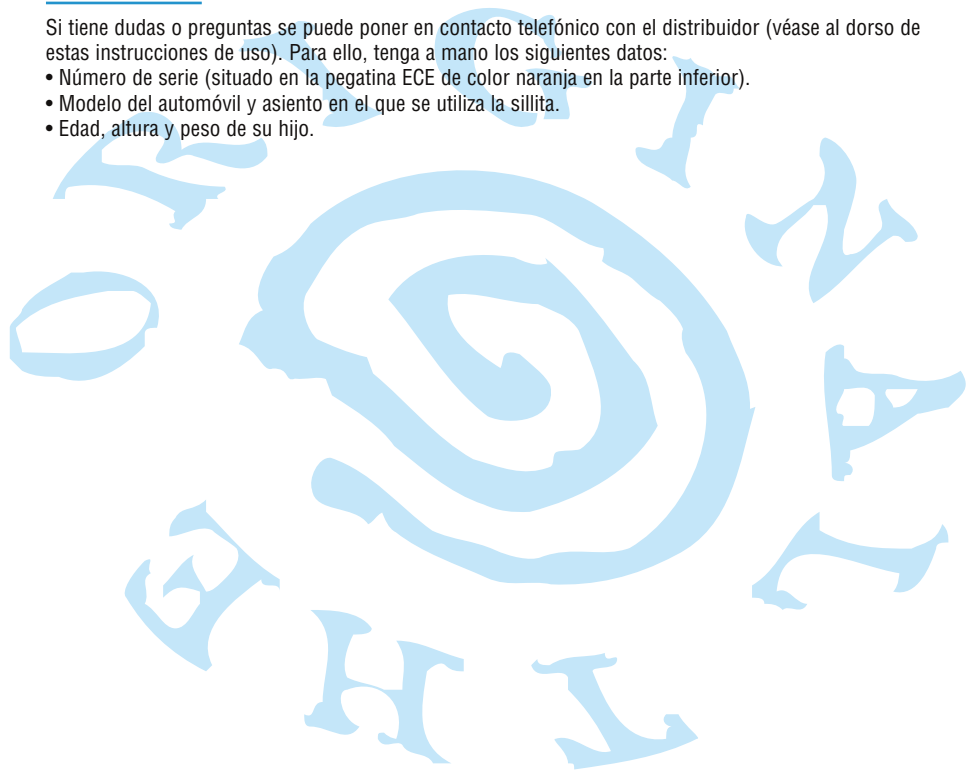 Si tiene dudas o preguntas se puede poner en contacto telefónico con el distribuidor (véase al dorso de
estas instrucciones de uso). Para ello, tenga a mano los siguientes datos:
• Número de serie (situado en la pegatina ECE de color naranja en la parte inferior).
• Modelo del automóvil y asiento en el que se utiliza la sillita.
• Edad, altura y peso de su hijo.
THE ORIGINAL